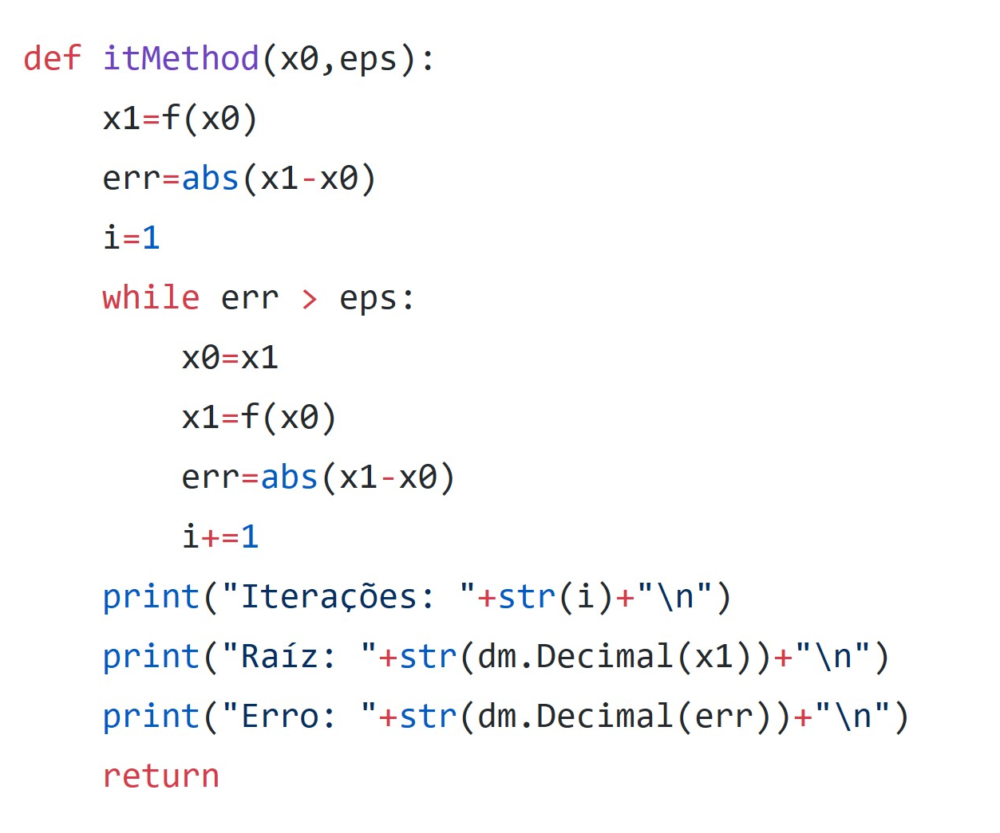 def itMethod(x0,eps):
    x1=f(x0)
    err=abs(x1-x0)
    i=1
    while err > eps:
        x0=x1
        x1=f(x0)
        err=abs(x1-x0)
        i+=1
    print("Iterações: "+str(i)+"\n")
    print("Raíz: "+str(dm.Decimal(x1))+"\n")
    print("Erro: "+str(dm.Decimal(err))+"\n")
    return